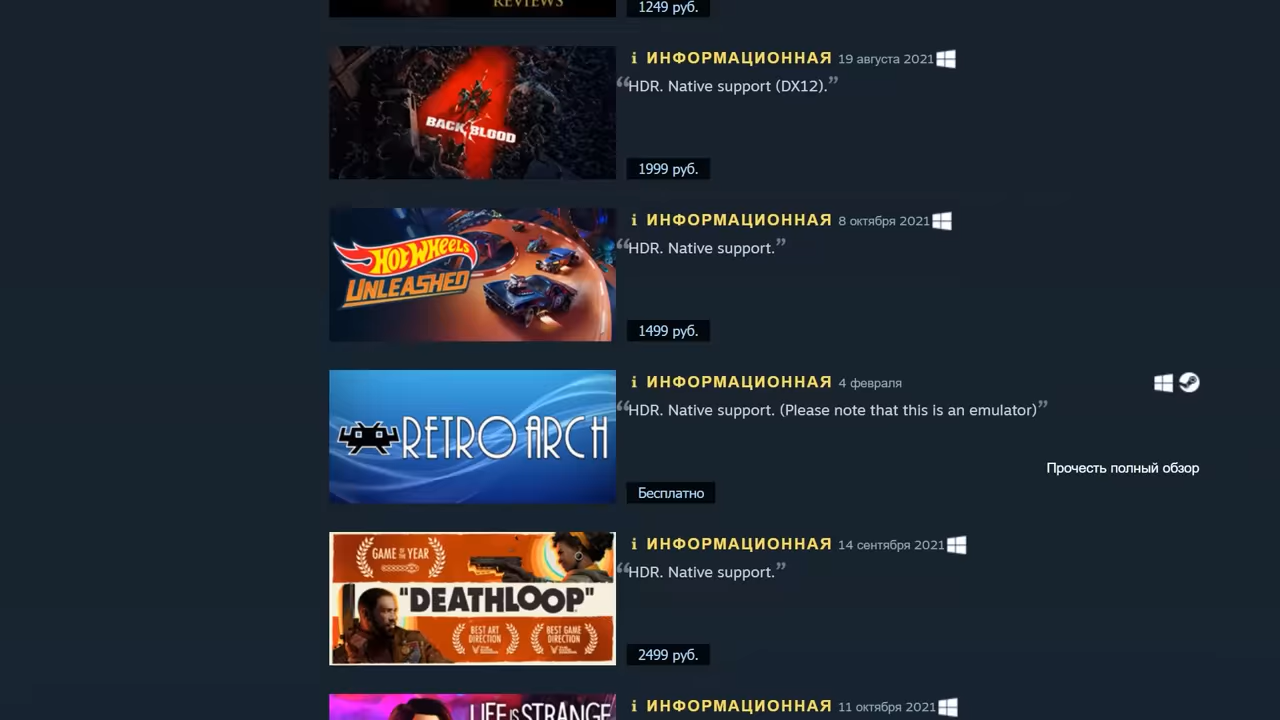 REVIEWS
1249 руб.
BACK 4 BLOOD
ℹ ИНФОРМАЦИОННАЯ 19 августа 2021
“HDR. Native support (DX12).”
1999 руб.
HOT WHEELS
UNLEASHED
ℹ ИНФОРМАЦИОННАЯ 8 октября 2021
“HDR. Native support.”
1499 руб.
RETROARCH
ℹ ИНФОРМАЦИОННАЯ 4 февраля
“HDR. Native support. (Please note that this is an emulator)”
Прочесть полный обзор
Бесплатно
GAME OF THE YEAR
"DEATHLOOP"
BEST ART DIRECTION
BEST GAME DIRECTION
ℹ ИНФОРМАЦИОННАЯ 14 сентября 2021
“HDR. Native support.”
2499 руб.
LIFE IS STRANGE
ℹ ИНФОРМАЦИОННАЯ 11 октября 2021